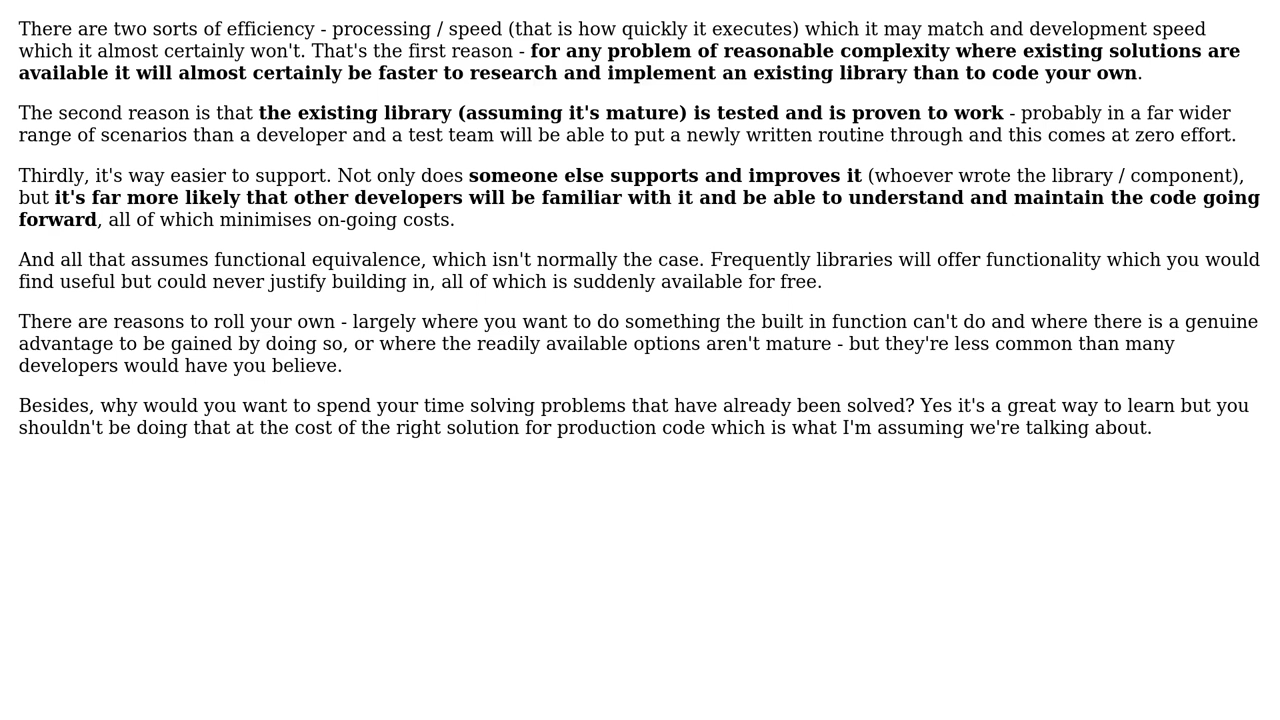 There are two sorts of efficiency - processing / speed (that is how quickly it executes) which it may match and development speed
which it almost certainly won't. That's the first reason - for any problem of reasonable complexity where existing solutions are
available it will almost certainly be faster to research and implement an existing library than to code your own.
The second reason is that the existing library (assuming it's mature) is tested and is proven to work - probably in a far wider
range of scenarios than a developer and a test team will be able to put a newly written routine through and this comes at zero effort.
Thirdly, it's way easier to support. Not only does someone else supports and improves it (whoever wrote the library / component),
but it's far more likely that other developers will be familiar with it and be able to understand and maintain the code going
forward, all of which minimises on-going costs.
And all that assumes functional equivalence, which isn't normally the case. Frequently libraries will offer functionality which you would
find useful but could never justify building in, all of which is suddenly available for free.
There are reasons to roll your own - largely where you want to do something the built in function can't do and where there is a genuine
advantage to be gained by doing so, or where the readily available options aren't mature - but they're less common than many
developers would have you believe.
Besides, why would you want to spend your time solving problems that have already been solved? Yes it's a great way to learn but you
shouldn't be doing that at the cost of the right solution for production code which is what I'm assuming we're talking about.